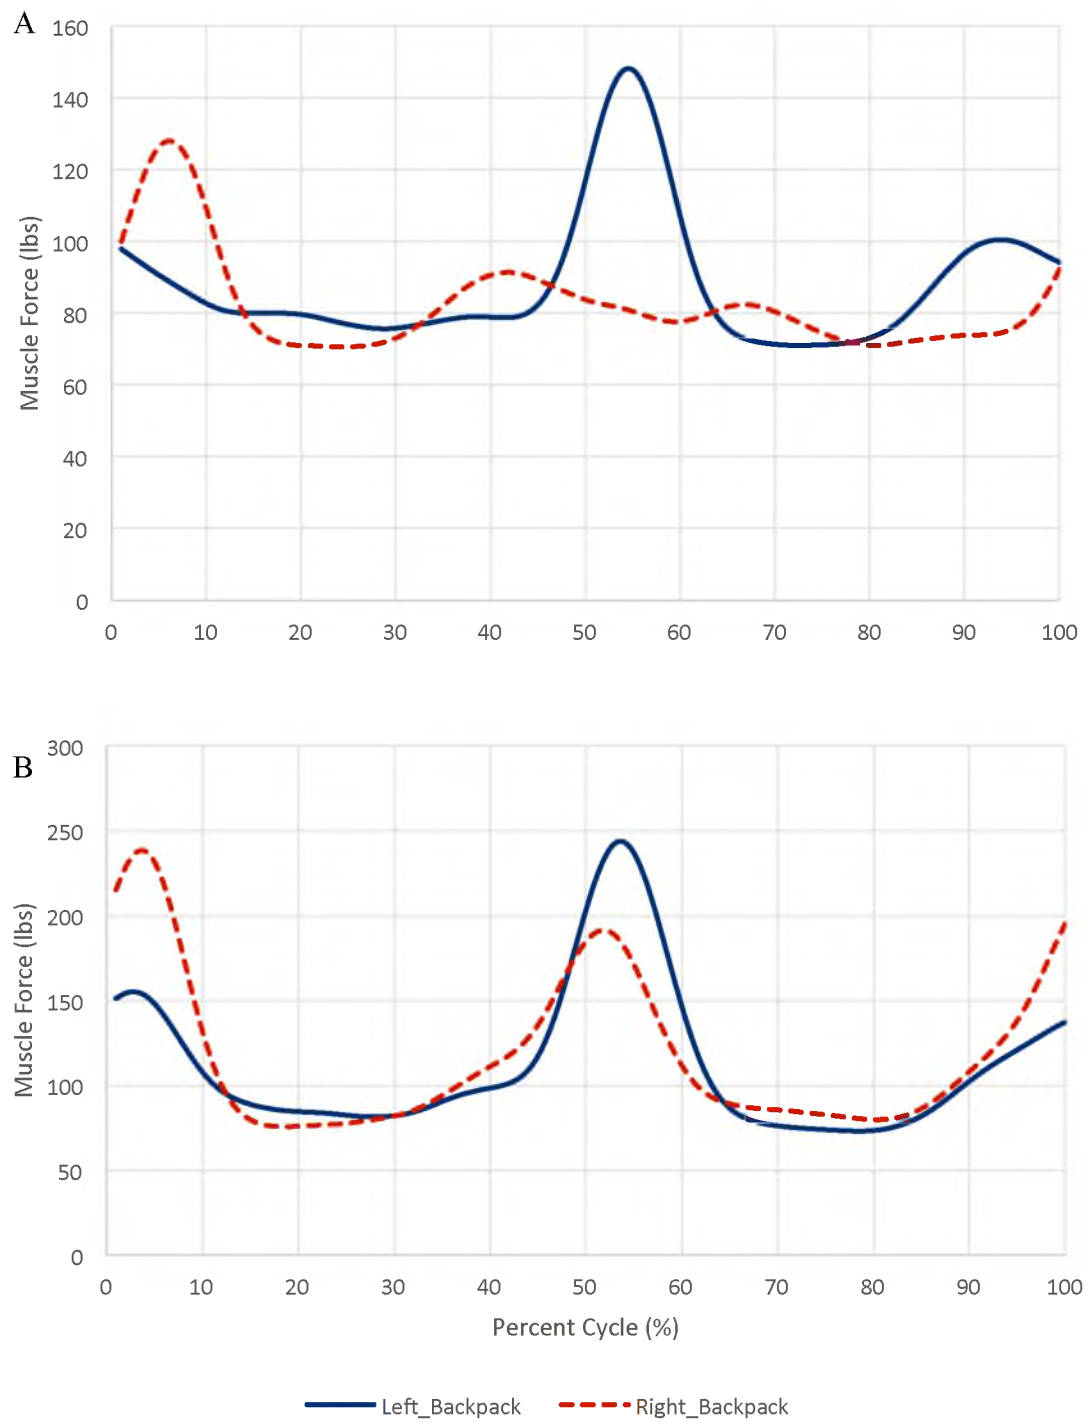 A
160
140
120
100
80
60
40
20
0
Muscle Force (lbs)
0 10 20 30 40 50 60 70 80 90 100
B
300
250
200
150
100
50
0
Muscle Force (lbs)
0 10 20 30 40 50 60 70 80 90 100
Percent Cycle (%)
Left_Backpack Right_Backpack